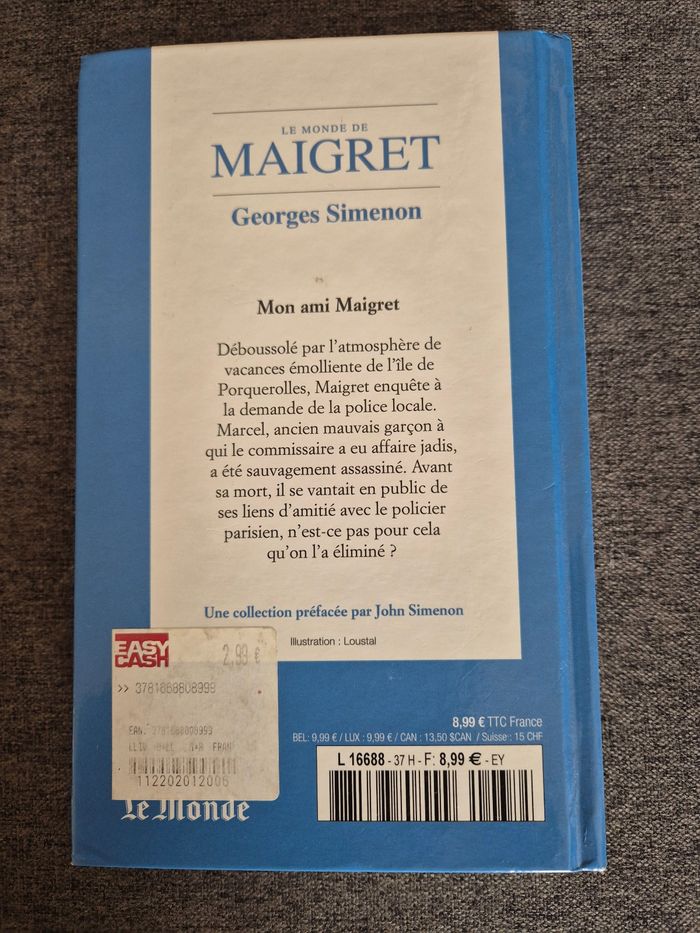 LE MONDE DE
MAIGRET
Georges Simenon
Mon ami Maigret
Déboussolé par l'atmosphère de
vacances émolliente de l'île de
Porquerolles, Maigret enquête à
la demande de la police locale.
Marcel, ancien mauvais garçon à
qui le commissaire a eu affaire jadis,
a été sauvagement assassiné. Avant
sa mort, il se vantait en public de
ses liens d'amitié avec le policier
parisien, n'est-ce pas pour cela
qu'on l'a éliminé ?
Une collection préfacée par John Simenon
Illustration : Loustal
EASY
CASH
2,99 €
>> 3781868808999
EAN.
112202012006
Le Monde
8,99 € TTC France
BEL: 9,99 € / LUX : 9,99 € / CAN : 13,50 $CAN / Suisse : 15 CHF
L 16688 - 37 H - F: 8,99 € - EY